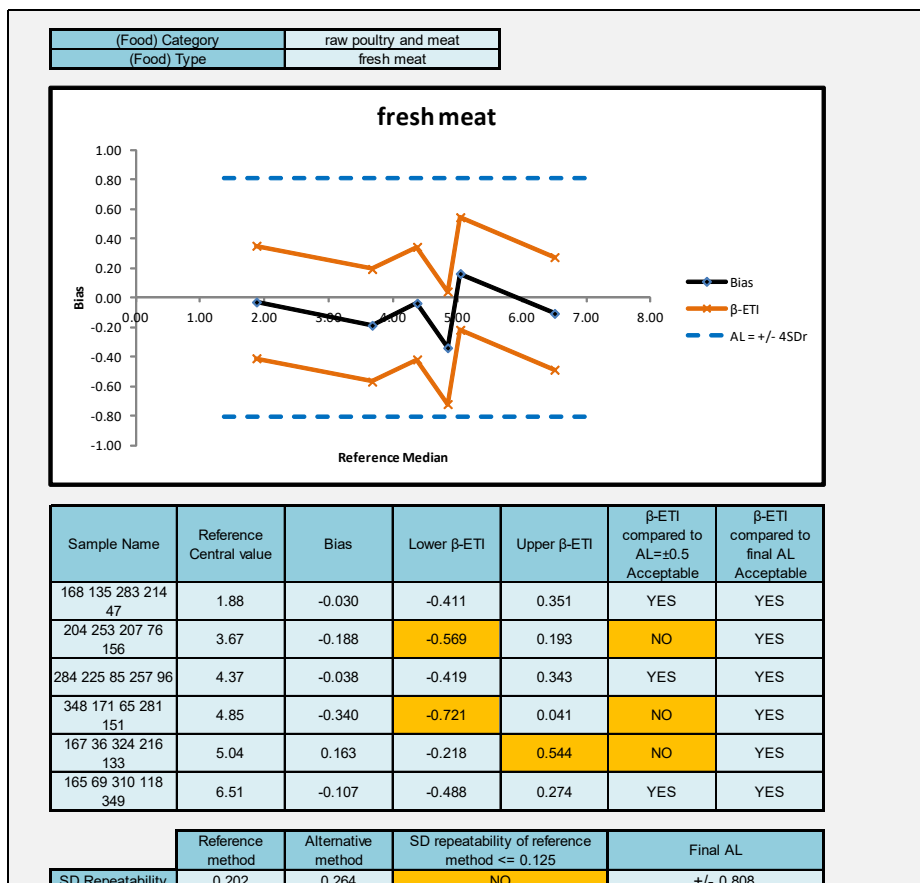 (Food) Category raw poultry and meat
(Food) Type fresh meat
fresh meat
1.00
0.80
0.60
0.40
0.20
0.00
-0.20
-0.40
-0.60
-0.80
-1.00
Bias
0.00 1.00 2.00 3.00 4.00 5.00 6.00 7.00 8.00
Reference Median
Bias
β-ETI
AL = +/- 4SDr
Sample Name Reference Central value Bias Lower β-ETI Upper β-ETI β-ETI compared to AL=±0.5 Acceptable β-ETI compared to final AL Acceptable
168 135 283 214 47 1.88 -0.030 -0.411 0.351 YES YES
204 253 207 76 156 3.67 -0.188 -0.569 0.193 NO YES
284 225 85 257 96 4.37 -0.038 -0.419 0.343 YES YES
348 171 65 281 151 4.85 -0.340 -0.721 0.041 NO YES
167 36 324 216 133 5.04 0.163 -0.218 0.544 NO YES
165 69 310 118 349 6.51 -0.107 -0.488 0.274 YES YES
Reference method Alternative method SD repeatability of reference method <= 0.125 Final AL
SD Repeatability 0.202 0.264 NO +/- 0.808